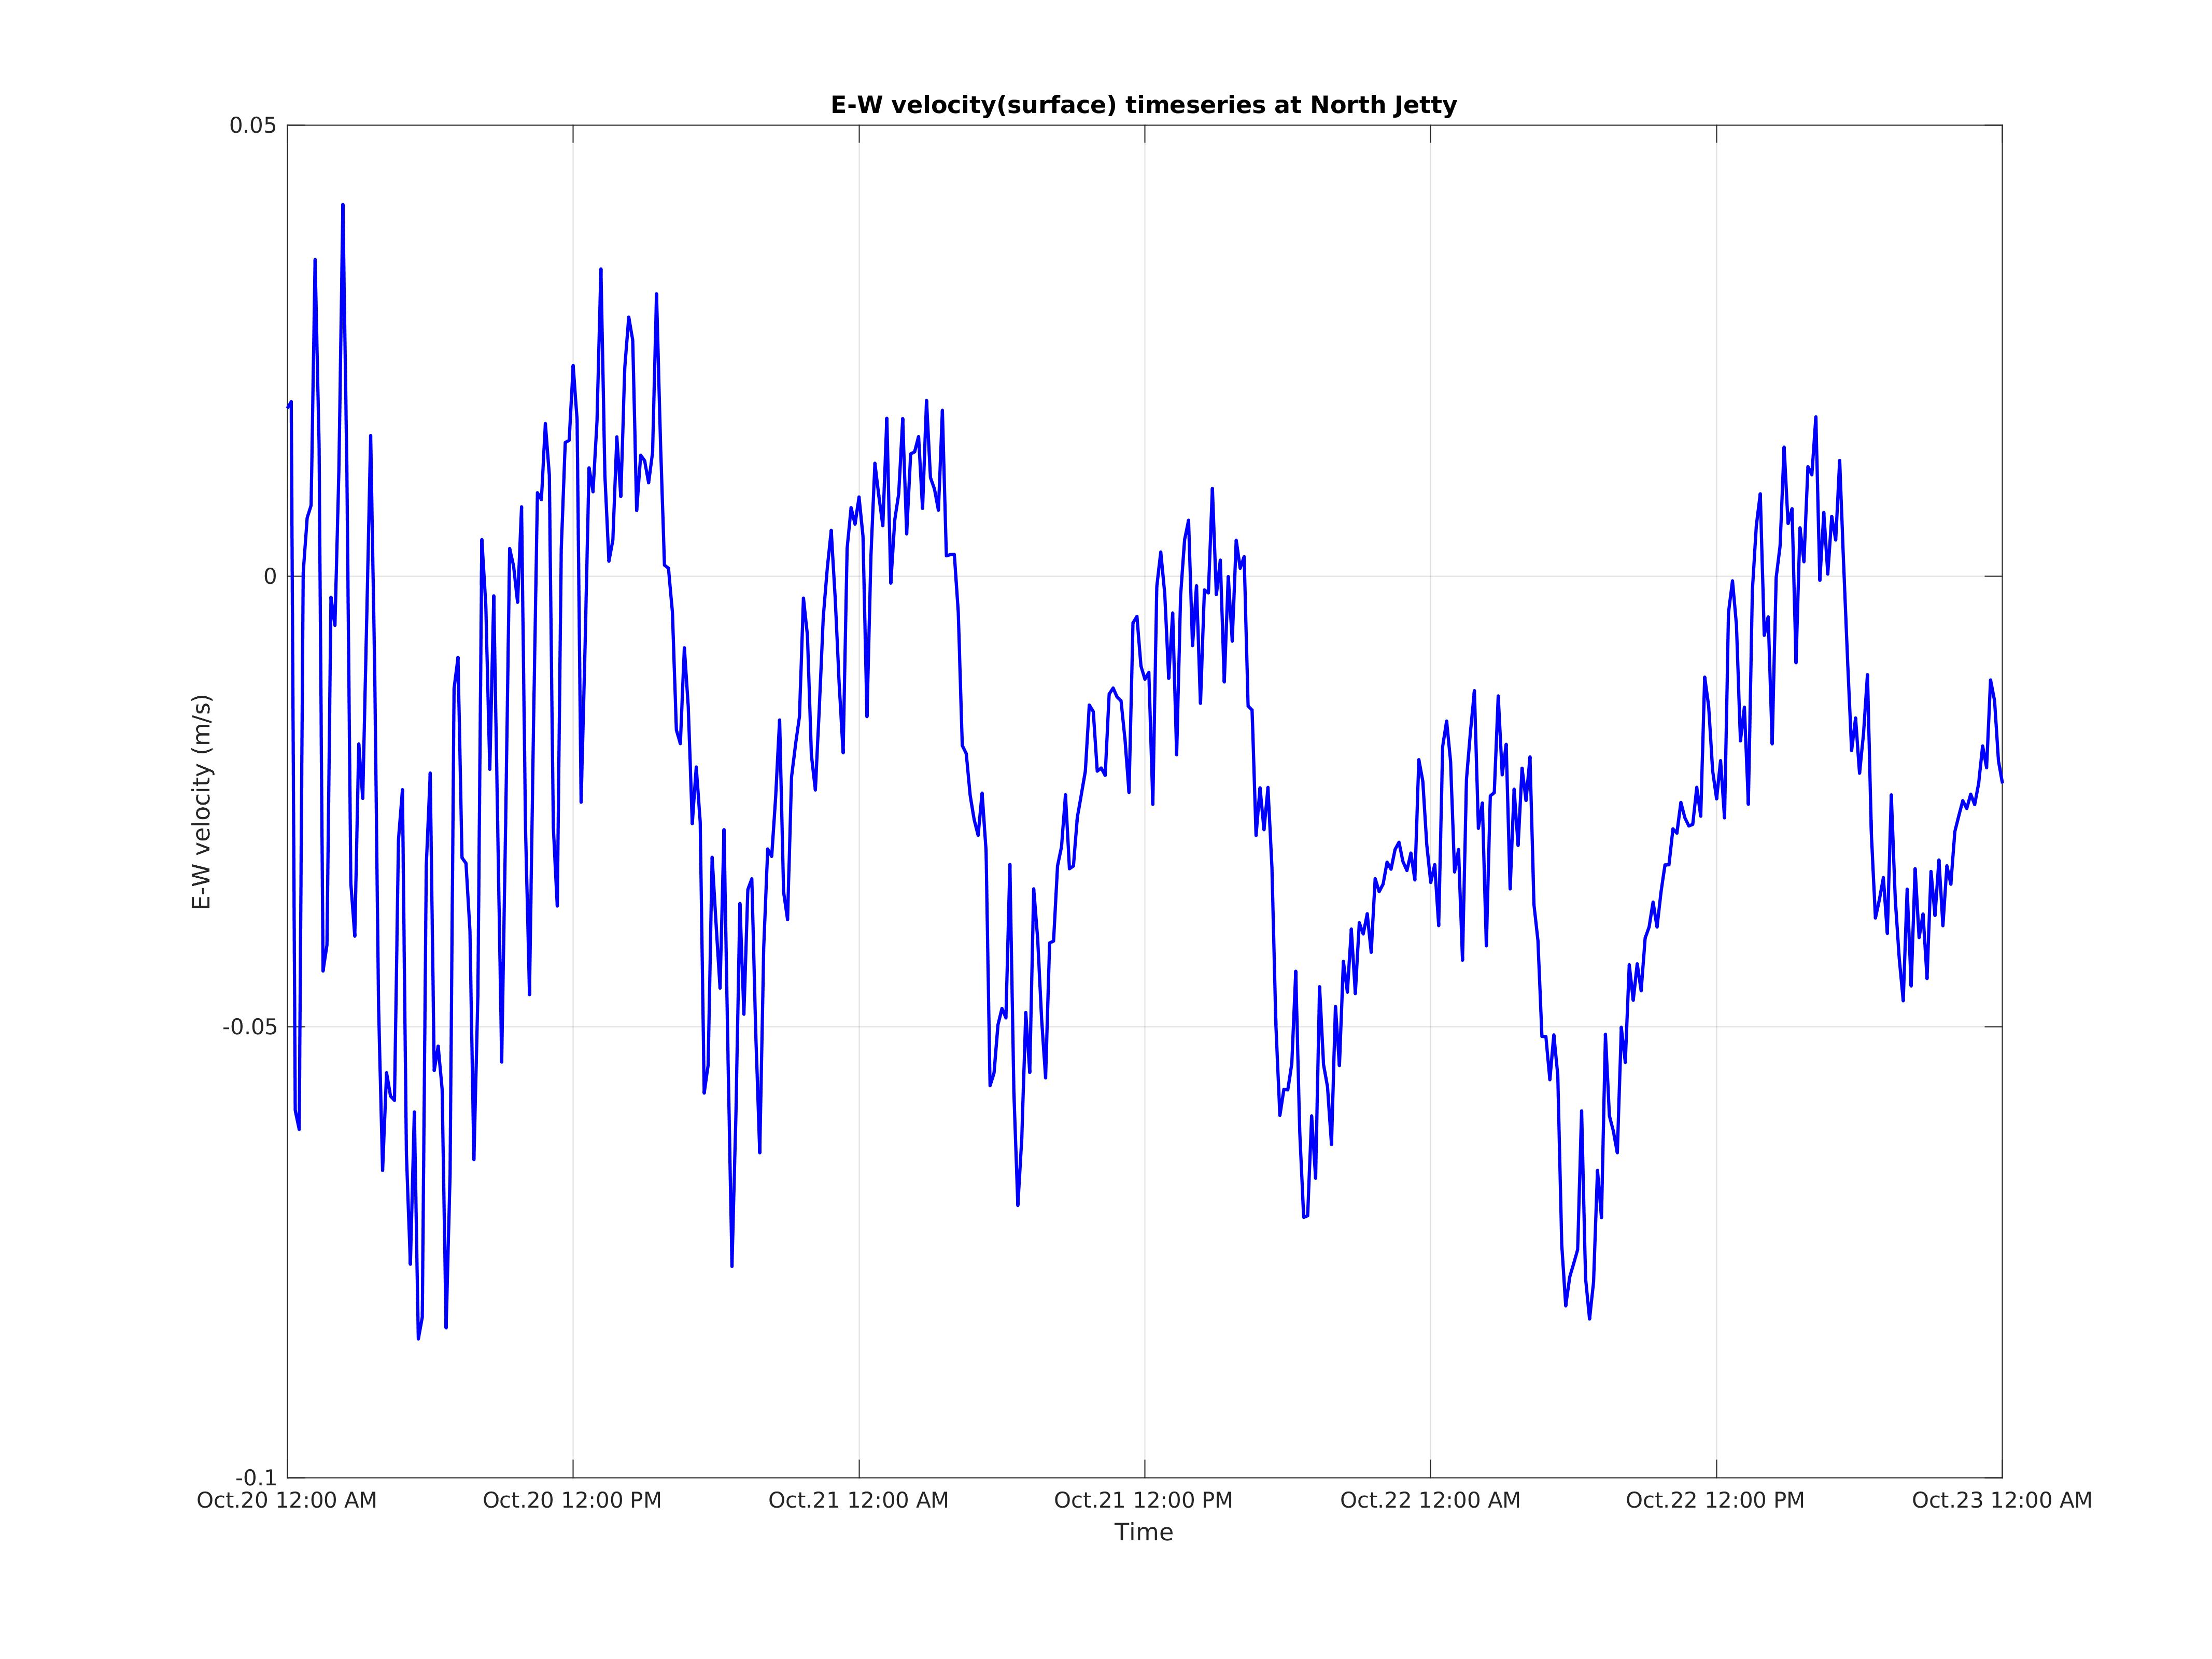 E-W velocity(surface) timeseries at North Jetty
0.05
0
-0.05
-0.1
E-W velocity (m/s)
Oct.20 12:00 AM Oct.20 12:00 PM Oct.21 12:00 AM Oct.21 12:00 PM Oct.22 12:00 AM Oct.22 12:00 PM Oct.23 12:00 AM
Time